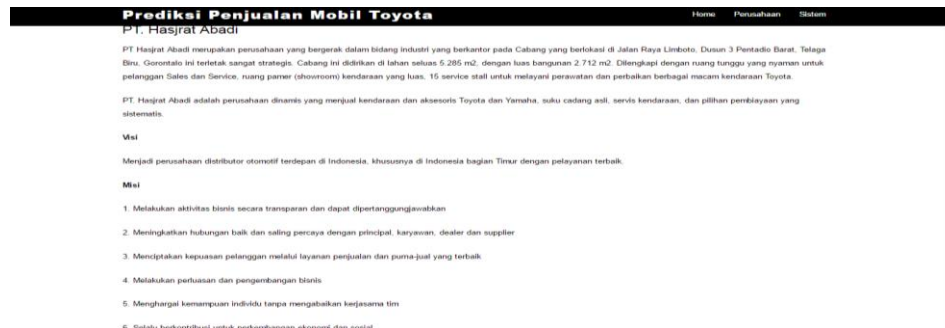 Prediksi Penjualan Mobil Toyota
Home Perusahaan Sistem
PT. Hasjrat Abadi
PT Hasjrat Abadi merupakan perusahaan yang bergerak dalam bidang industri yang berkantor pada Cabang yang berlokasi di Jalan Raya Limboto, Dusun 3 Pentadio Barat, Telaga
Biru, Gorontalo ini terletak sangat strategis. Cabang ini didirikan di lahan seluas 5.285 m2, dengan luas bangunan 2.712 m2. Dilengkapi dengan ruang tunggu yang nyaman untuk
pelanggan Sales dan Service, ruang pamer (showroom) kendaraan yang luas, 15 service stall untuk melayani perawatan dan perbaikan berbagai macam kendaraan Toyota.
PT. Hasjrat Abadi adalah perusahaan dinamis yang menjual kendaraan dan aksesoris Toyota dan Yamaha, suku cadang asli, servis kendaraan, dan pilihan pembiayaan yang
sistematis.
Visi
Menjadi perusahaan distributor otomotif terdepan di Indonesia, khususnya di Indonesia bagian Timur dengan pelayanan terbaik.
Misi
1. Melakukan aktivitas bisnis secara transparan dan dapat dipertanggungjawabkan
2. Meningkatkan hubungan baik dan saling percaya dengan principal, karyawan, dealer dan supplier
3. Menciptakan kepuasan pelanggan melalui layanan penjualan dan purna-jual yang terbaik
4. Melakukan perluasan dan pengembangan bisnis
5. Menghargai kemampuan individu tanpa mengabaikan kerjasama tim
6. Selalu berkontribusi untuk perkembangan ekonomi dan sosial